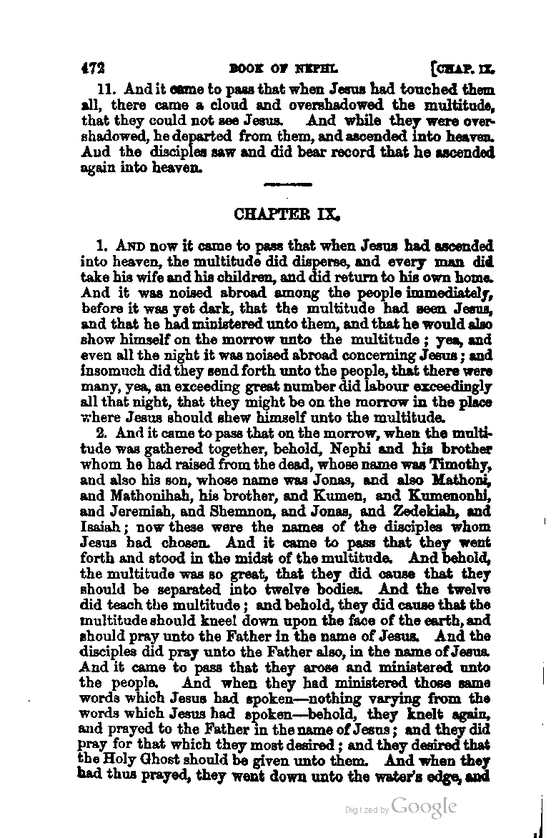 472 BOOK OF NEPHI. [CHAP. IX.
11. And it came to pass that when Jesus had touched them
all, there came a cloud and overshadowed the multitude,
that they could not see Jesus. And while they were over-
shadowed, he departed from them, and ascended into heaven.
And the disciples saw and did bear record that he ascended
again into heaven.
CHAPTER IX.
1. AND now it came to pass that when Jesus had ascended
into heaven, the multitude did disperse, and every man did
take his wife and his children, and did return to his own home.
And it was noised abroad among the people immediately,
before it was yet dark, that the multitude had seen Jesus,
and that he had ministered unto them, and that he would also
show himself on the morrow unto the multitude; yea, and
even all the night it was noised abroad concerning Jesus; and
insomuch did they send forth unto the people, that there were
many, yea, an exceeding great number did labour exceedingly
all that night, that they might be on the morrow in the place
where Jesus should shew himself unto the multitude.
2. And it came to pass that on the morrow, when the multi-
tude was gathered together, behold, Nephi and his brother
whom he had raised from the dead, whose name was Timothy,
and also his son, whose name was Jonas, and also Mathoni,
and Mathonihah, his brother, and Kumen, and Kumenonhi,
and Jeremiah, and Shemnon, and Jonas, and Zedekiah, and
Isaiah; now these were the names of the disciples whom
Jesus had chosen. And it came to pass that they went
forth and stood in the midst of the multitude. And behold,
the multitude was so great, that they did cause that they
should be separated into twelve bodies. And the twelve
did teach the multitude; and behold, they did cause that the
multitude should kneel down upon the face of the earth, and
should pray unto the Father in the name of Jesus. And the
disciples did pray unto the Father also, in the name of Jesus.
And it came to pass that they arose and ministered unto
the people. And when they had ministered those same
words which Jesus had spoken—nothing varying from the
words which Jesus had spoken—behold, they knelt again,
and prayed to the Father in the name of Jesus; and they did
pray for that which they most desired; and they desired that
the Holy Ghost should be given unto them. And when they
had thus prayed, they went down unto the water's edge, and
Digitized by Google